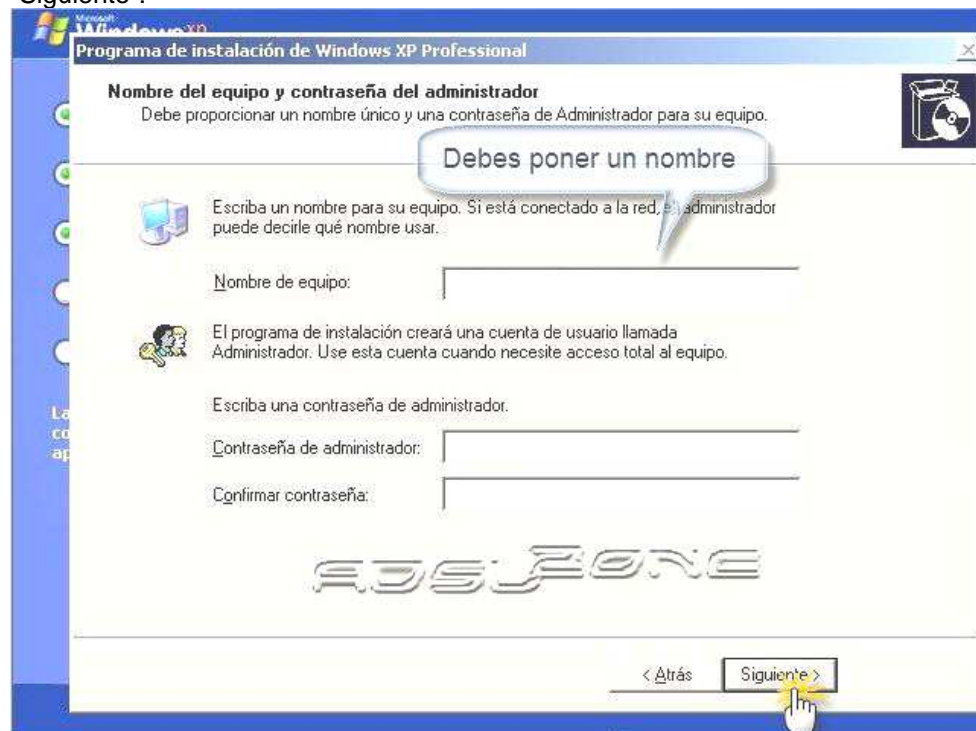 Siguiente".
Microsoft
Windows XP
Programa de instalación de Windows XP Professional
Nombre del equipo y contraseña del administrador
Debe proporcionar un nombre único y una contraseña de Administrador para su equipo.
Debes poner un nombre
Escriba un nombre para su equipo. Si está conectado a la red, el administrador
puede decirle qué nombre usar.
Nombre de equipo:
El programa de instalación creará una cuenta de usuario llamada
Administrador. Use esta cuenta cuando necesite acceso total al equipo.
Escriba una contraseña de administrador.
Contraseña de administrador:
Confirmar contraseña:
ADSLZONE
< Atrás
Siguiente >
La
co
ap